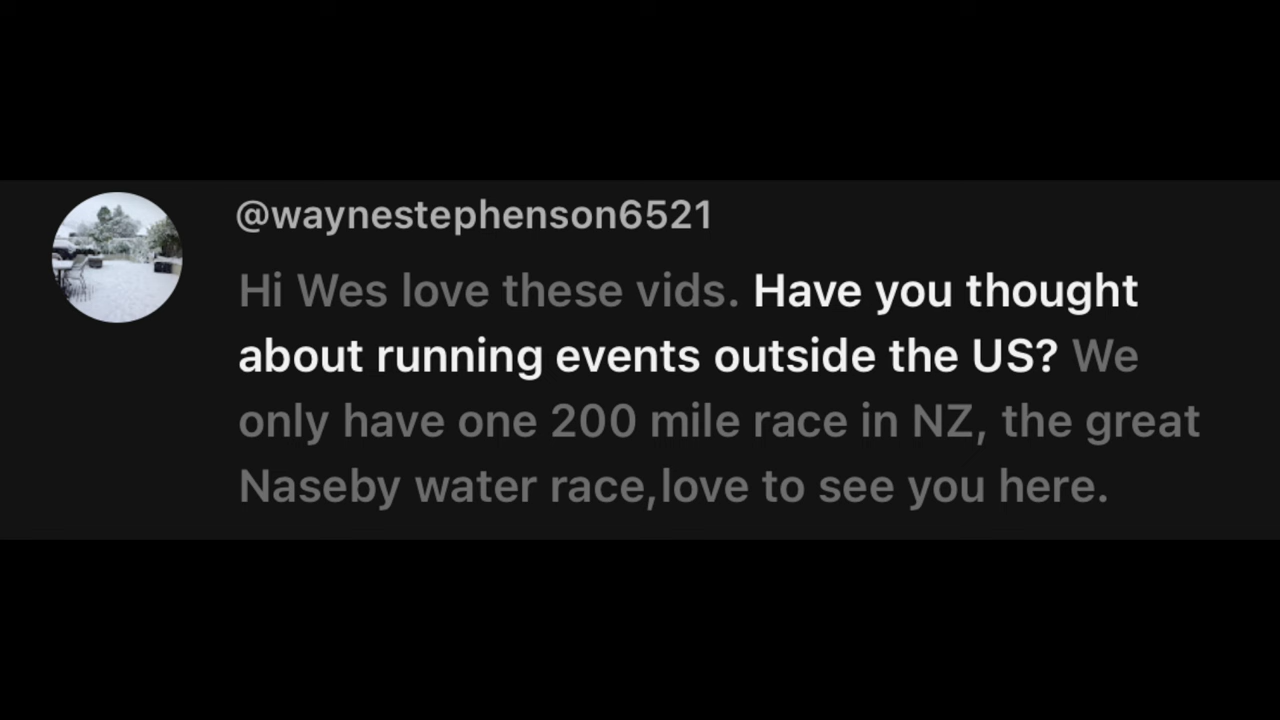 @waynestephenson6521
Hi Wes love these vids. Have you thought
about running events outside the US? We
only have one 200 mile race in NZ, the great
Naseby water race,love to see you here.